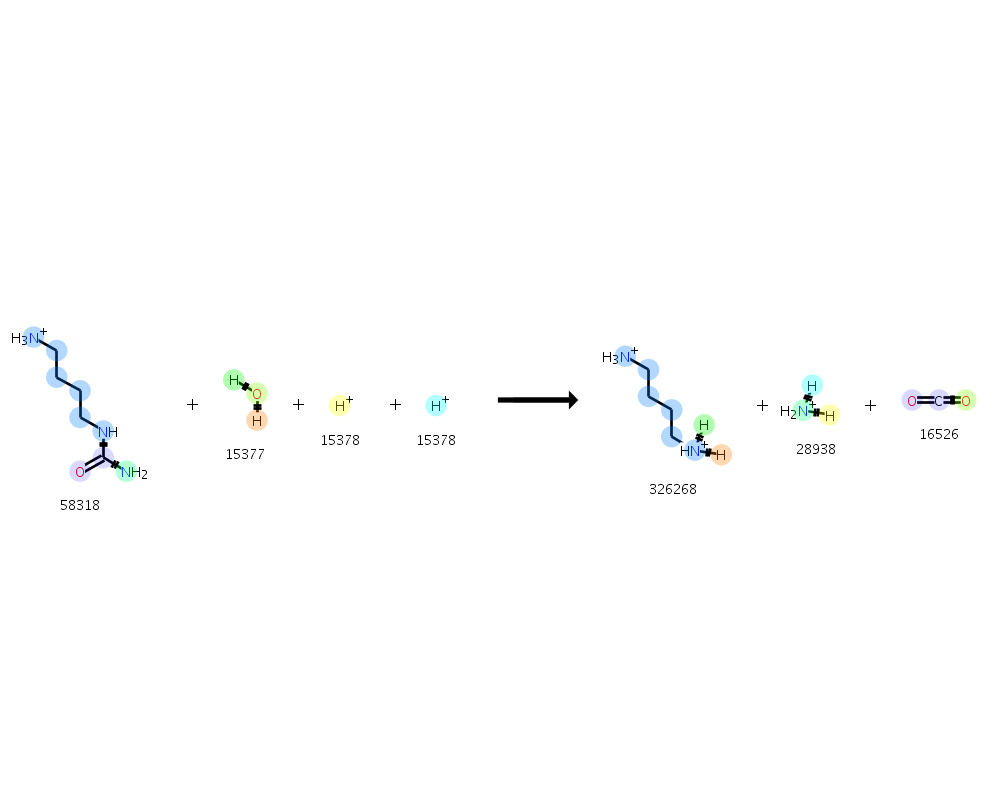 H3N+
NH
O
NH2
58318
+
H
O
H
15377
+
H+
15378
+
H+
15378
H3N+
H
HN+
H
326268
+
H
H2N+
H
28938
+
O C O
16526